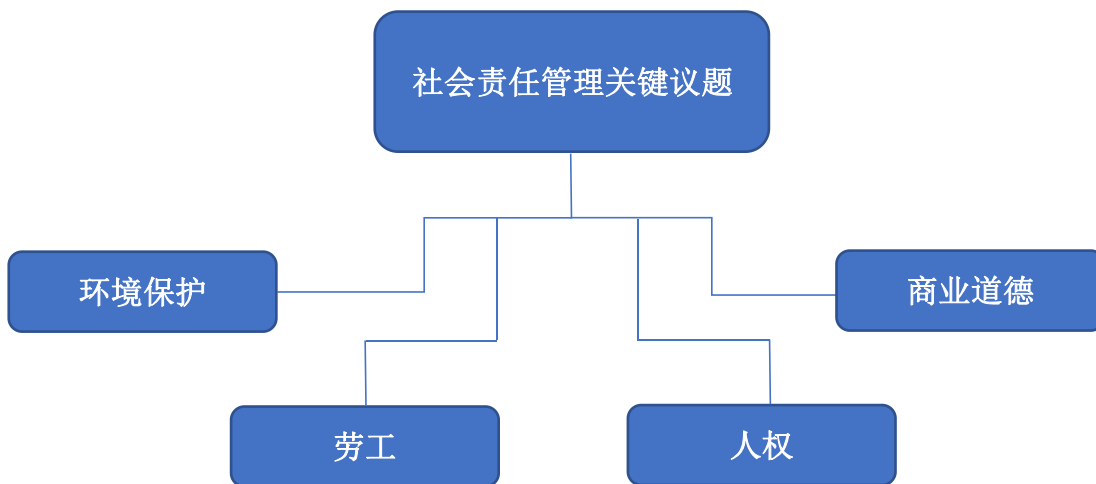 社会责任管理关键议题
环境保护
商业道德
劳工
人权